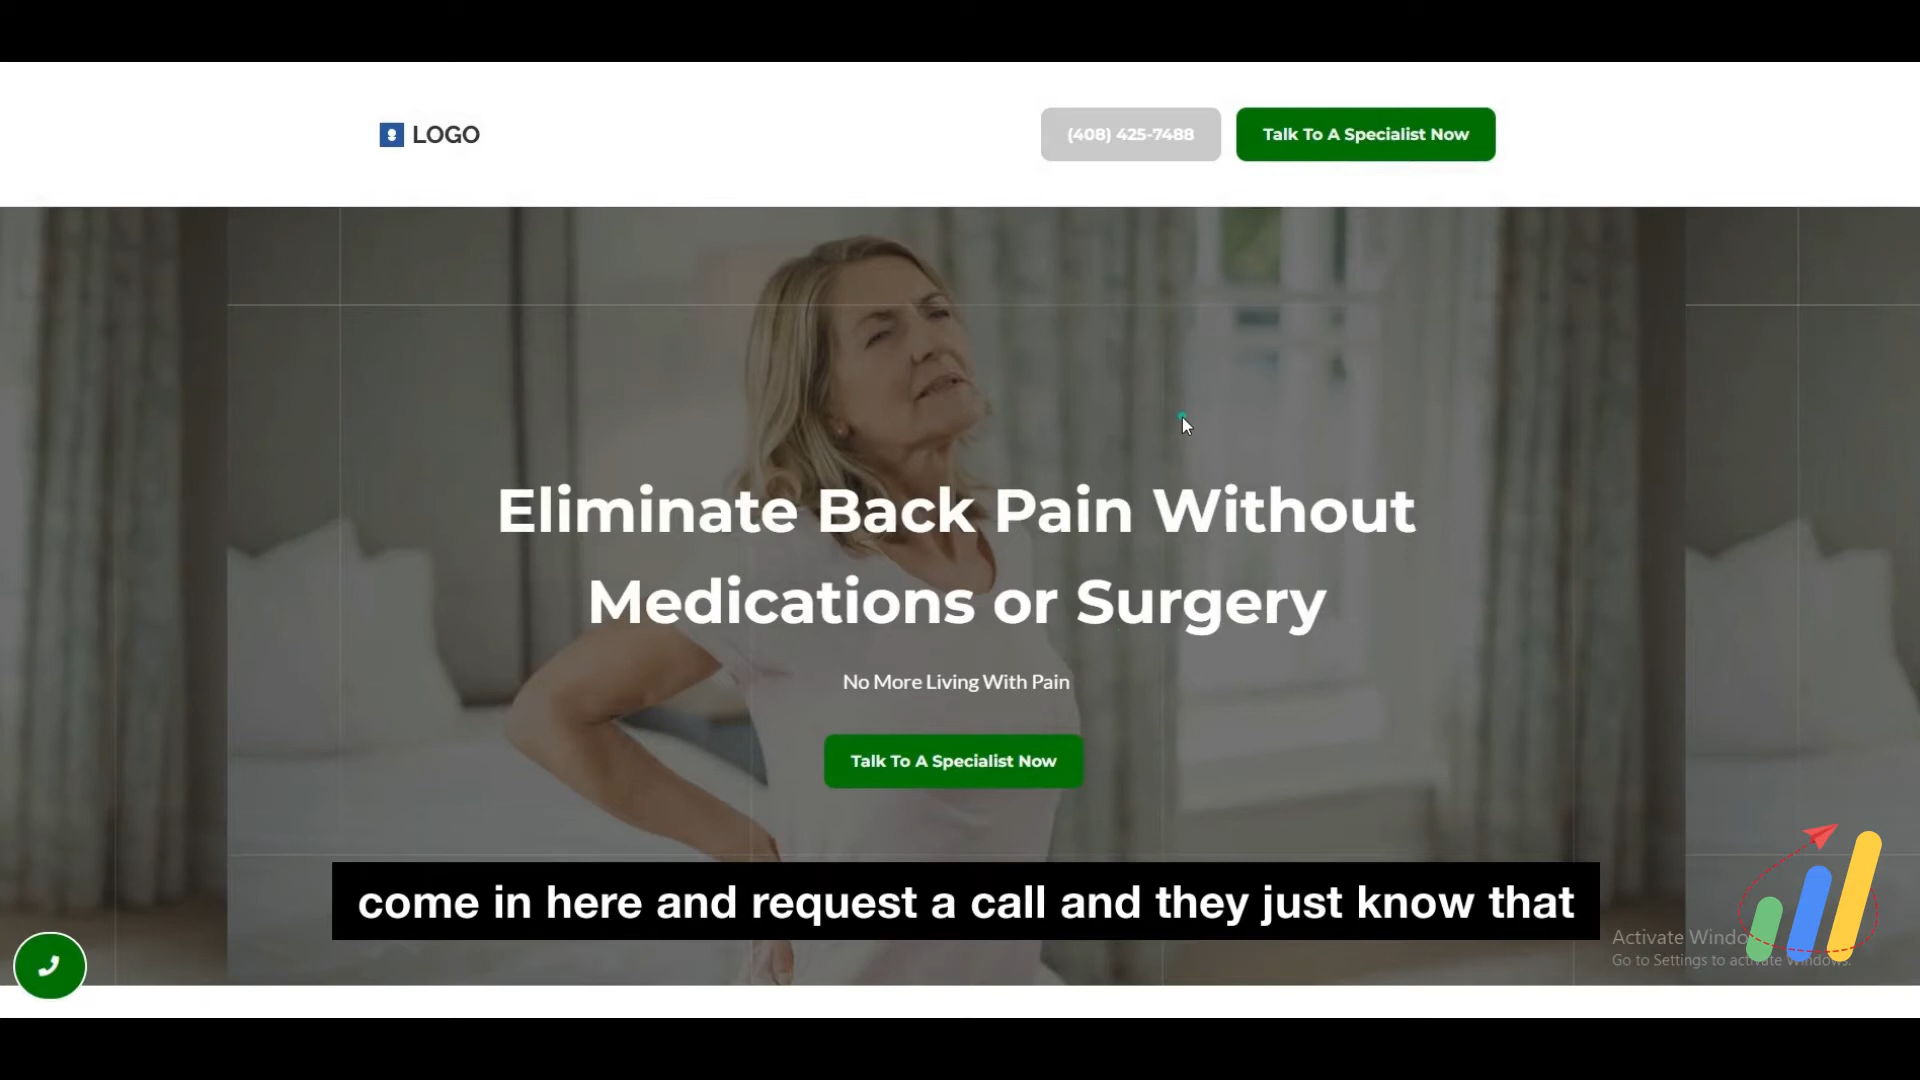 LOGO
(408) 425-7488
Talk To A Specialist Now
Eliminate Back Pain Without
Medications or Surgery
No More Living With Pain
Talk To A Specialist Now
come in here and request a call and they just know that
Activate Windo
Go to Settings to activate Windows.